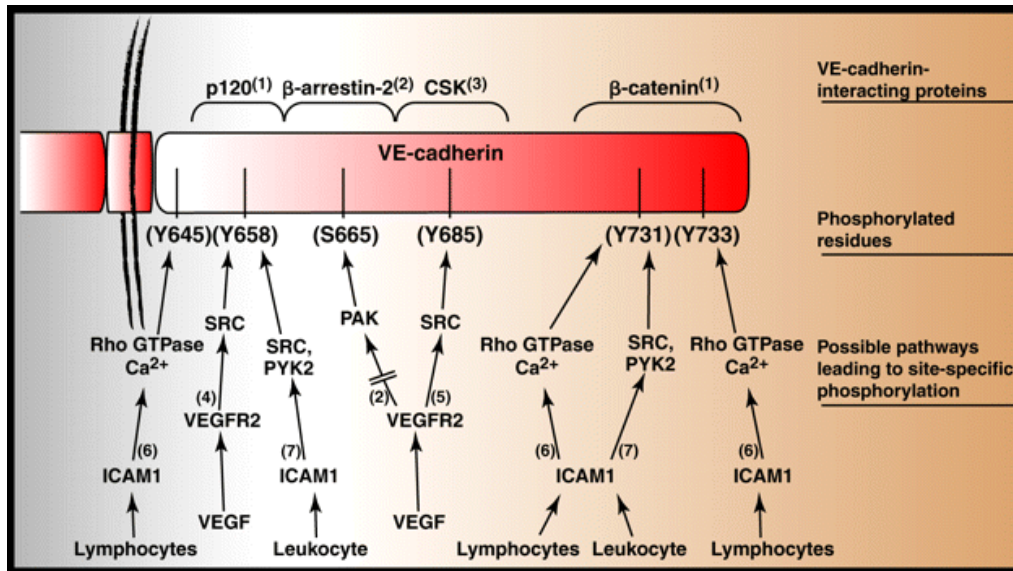 p120(1) β-arrestin-2(2) CSK(3) β-catenin(1)
VE-cadherin-
interacting proteins
VE-cadherin
(Y645)(Y658) (S665) (Y685) (Y731)(Y733)
Phosphorylated
residues
Rho GTPase
Ca2+
SRC
SRC,
PYK2
PAK
SRC
Rho GTPase
Ca2+
SRC,
PYK2
Rho GTPase
Ca2+
Possible pathways
leading to site-specific
phosphorylation
(4)
VEGFR2
(2)
(5)
VEGFR2
(6)
ICAM1
(7)
ICAM1
(6)
(7)
ICAM1
(6)
ICAM1
VEGF
VEGF
Lymphocytes Leukocyte Lymphocytes Leukocyte Lymphocytes